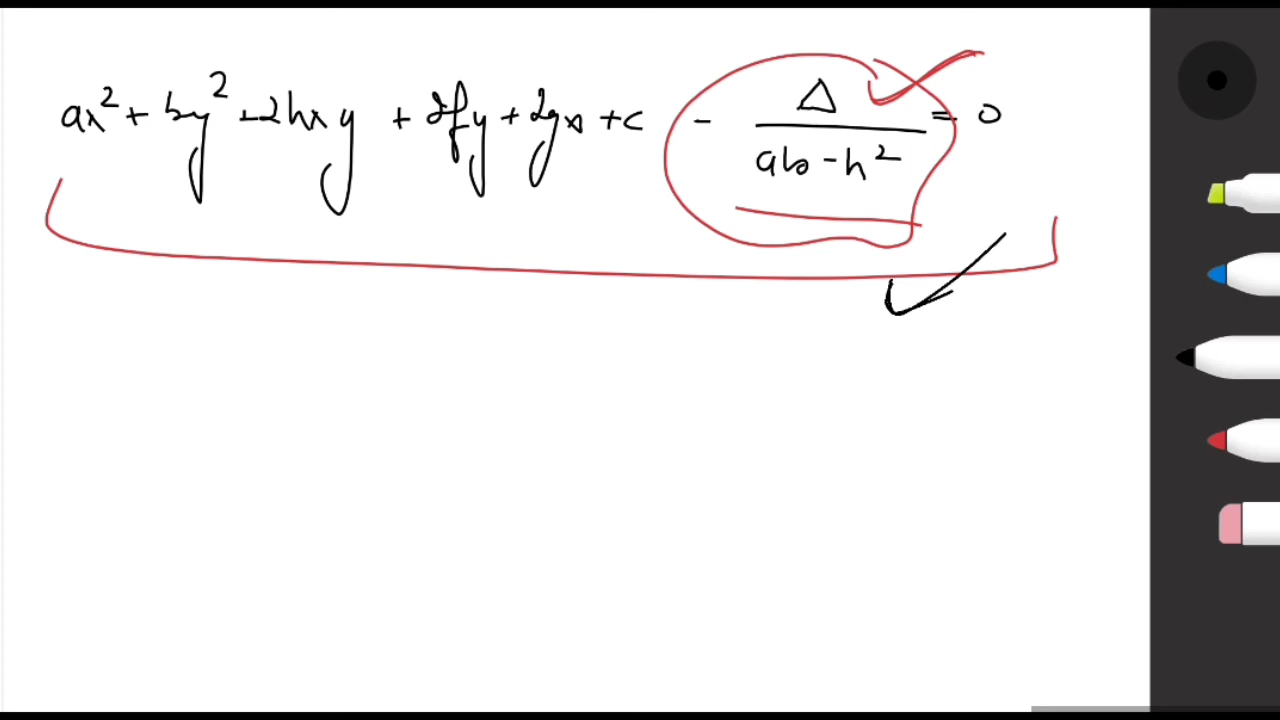 ax² + by² + 2hxy + 2fy + 2gx + c - Δ/(ab - h²) = 0